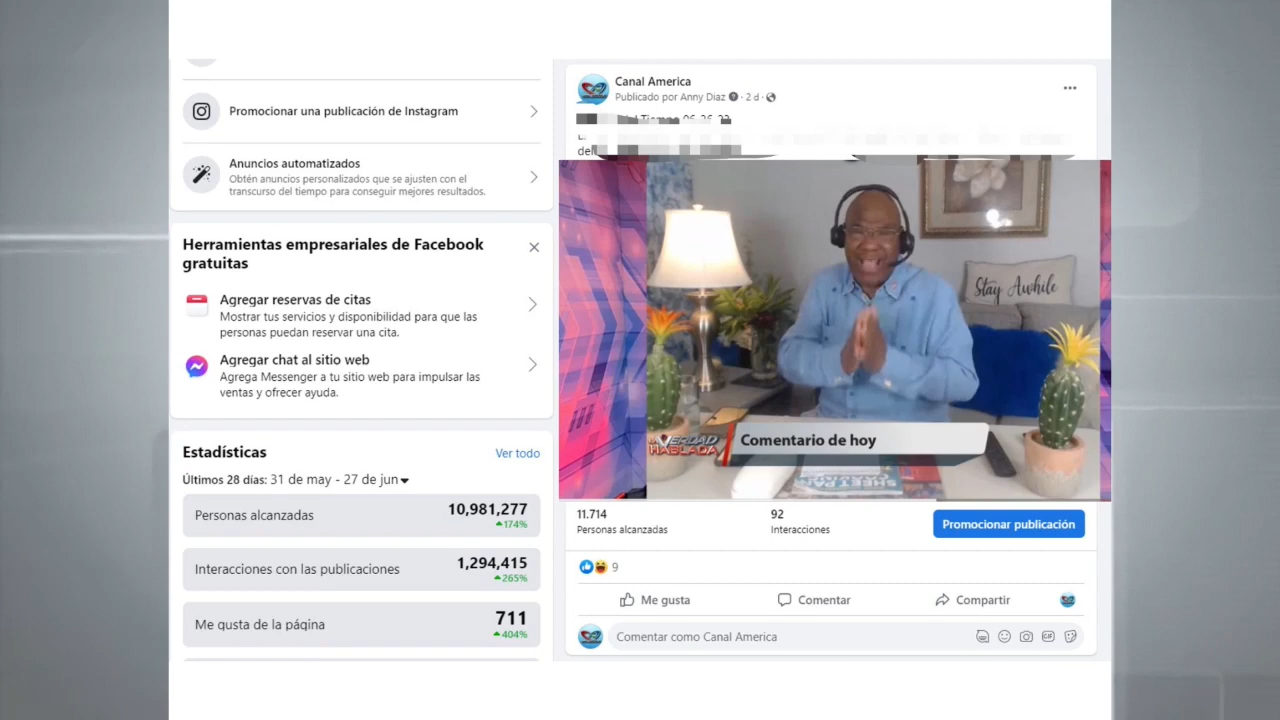 Promocionar una publicación de Instagram
Anuncios automatizados
Obtén anuncios personalizados que se ajusten con el
transcurso del tiempo para conseguir mejores resultados.
Herramientas empresariales de Facebook
gratuitas
Agregar reservas de citas
Mostrar tus servicios y disponibilidad para que las
personas puedan reservar una cita.
Agregar chat al sitio web
Agrega Messenger a tu sitio web para impulsar las
ventas y ofrecer ayuda.
Estadísticas
Ver todo
Últimos 28 días: 31 de may - 27 de jun
Personas alcanzadas
10,981,277
174%
Interacciones con las publicaciones
1,294,415
265%
Me gusta de la página
711
404%
Canal America
Publicado por Anny Diaz · 2 d ·
Stay Awhile
LA VERDAD
HABLADA
Comentario de hoy
11.714
Personas alcanzadas
92
Interacciones
Promocionar publicación
9
Me gusta
Comentar
Compartir
Comentar como Canal America
GIF